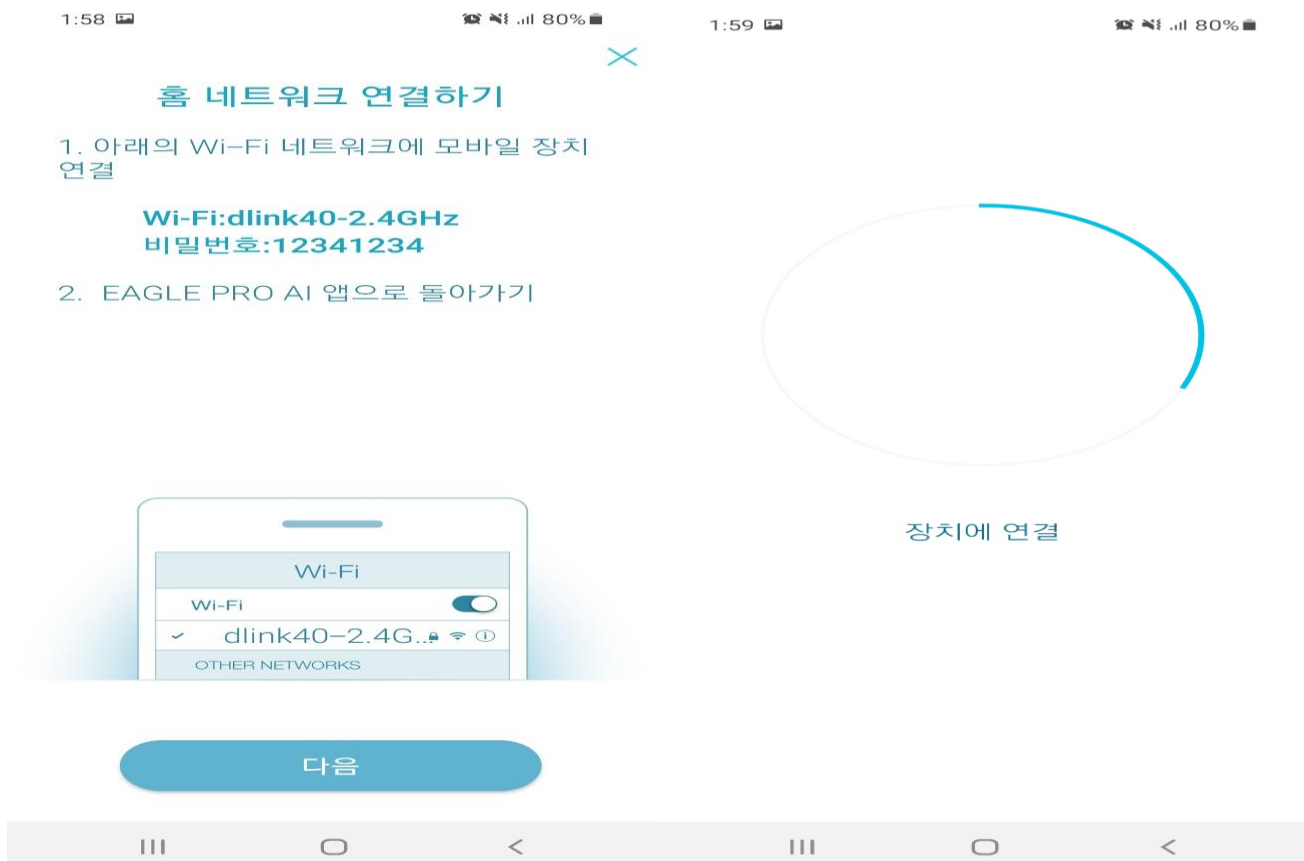 1:58
80%
홈 네트워크 연결하기
1. 아래의 Wi-Fi 네트워크에 모바일 장치
연결
Wi-Fi:dlink40-2.4GHz
비밀번호:12341234
2. EAGLE PRO AI 앱으로 돌아가기
Wi-Fi
Wi-Fi
dlink40-2.4G...
OTHER NETWORKS
다음
1:59
80%
장치에 연결